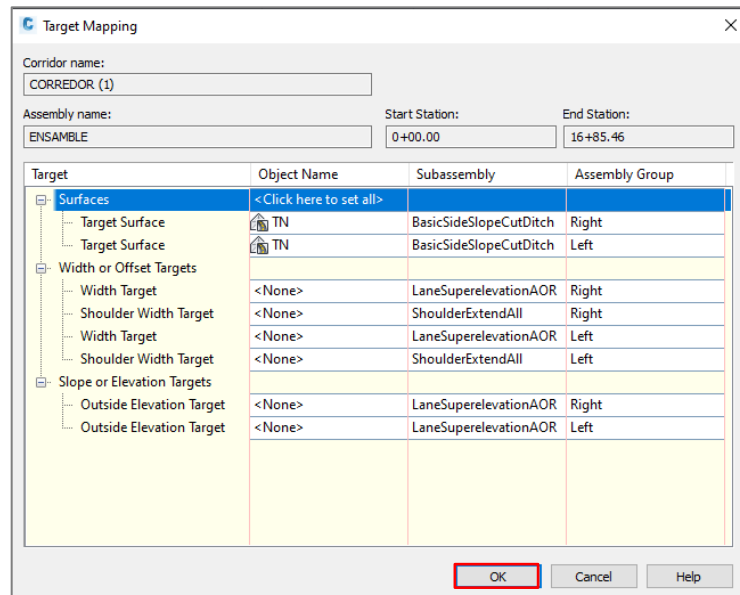 C Target Mapping
Corridor name:
CORREDOR (1)
Assembly name: Start Station: End Station:
ENSAMBLE 0+00.00 16+85.46
Target Object Name Subassembly Assembly Group
Surfaces <Click here to set all>
Target Surface TN BasicSideSlopeCutDitch Right
Target Surface TN BasicSideSlopeCutDitch Left
Width or Offset Targets
Width Target <None> LaneSuperelevationAOR Right
Shoulder Width Target <None> ShoulderExtendAll Right
Width Target <None> LaneSuperelevationAOR Left
Shoulder Width Target <None> ShoulderExtendAll Left
Slope or Elevation Targets
Outside Elevation Target <None> LaneSuperelevationAOR Right
Outside Elevation Target <None> LaneSuperelevationAOR Left
OK Cancel Help